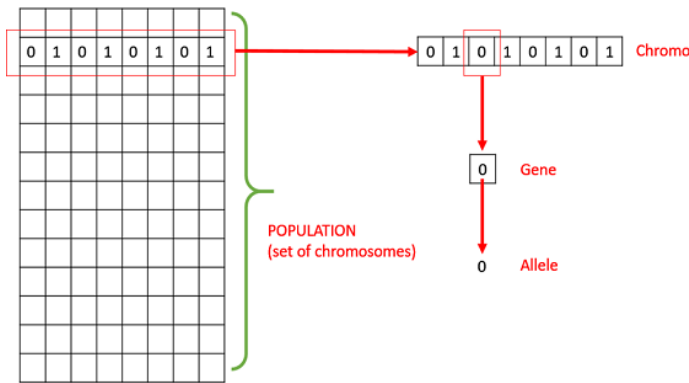 0 1 0 1 0 1 0 1
0 1 0 1 0 1 0 1 Chromo
0 Gene
POPULATION
(set of chromosomes)
0 Allele